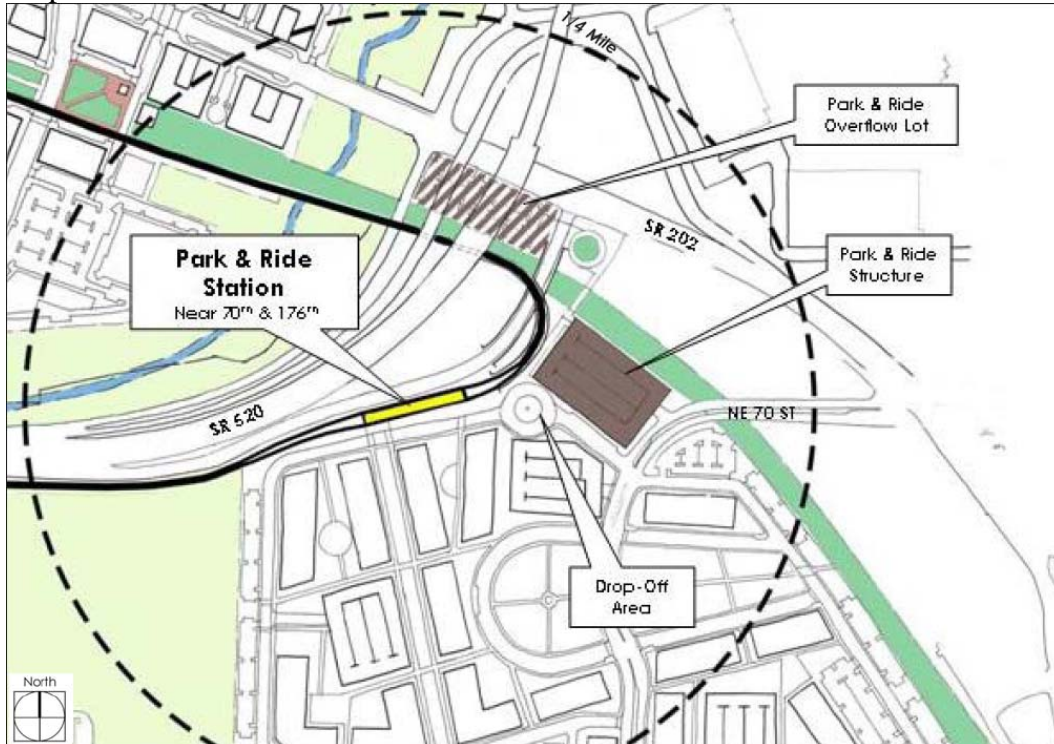 1/4 Mile
Park & Ride
Overflow Lot
SR 202
Park & Ride
Station
Near 70th & 176th
Park & Ride
Structure
SR 520
NE 70 ST
Drop-Off
Area
North